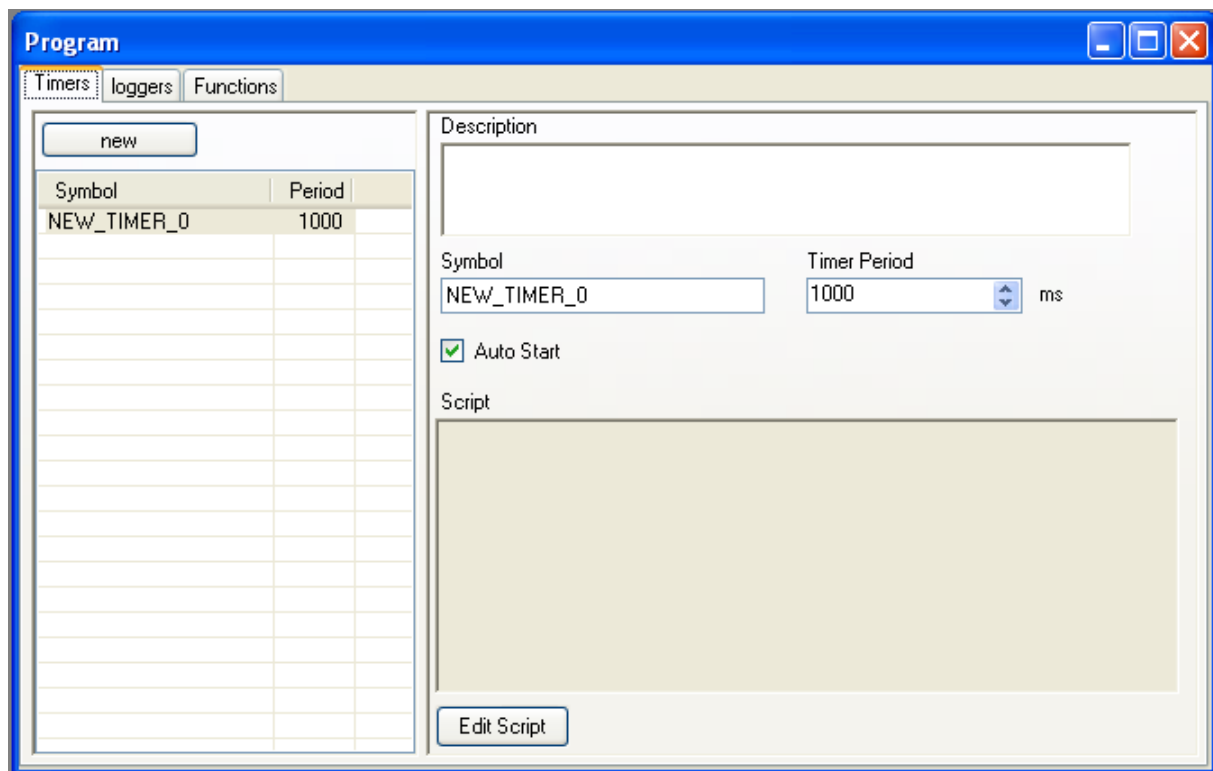 Program
Timers loggers Functions
new
Symbol Period
NEW_TIMER_0 1000
Description
Symbol Timer Period
NEW_TIMER_0 1000 ms
Auto Start
Script
Edit Script